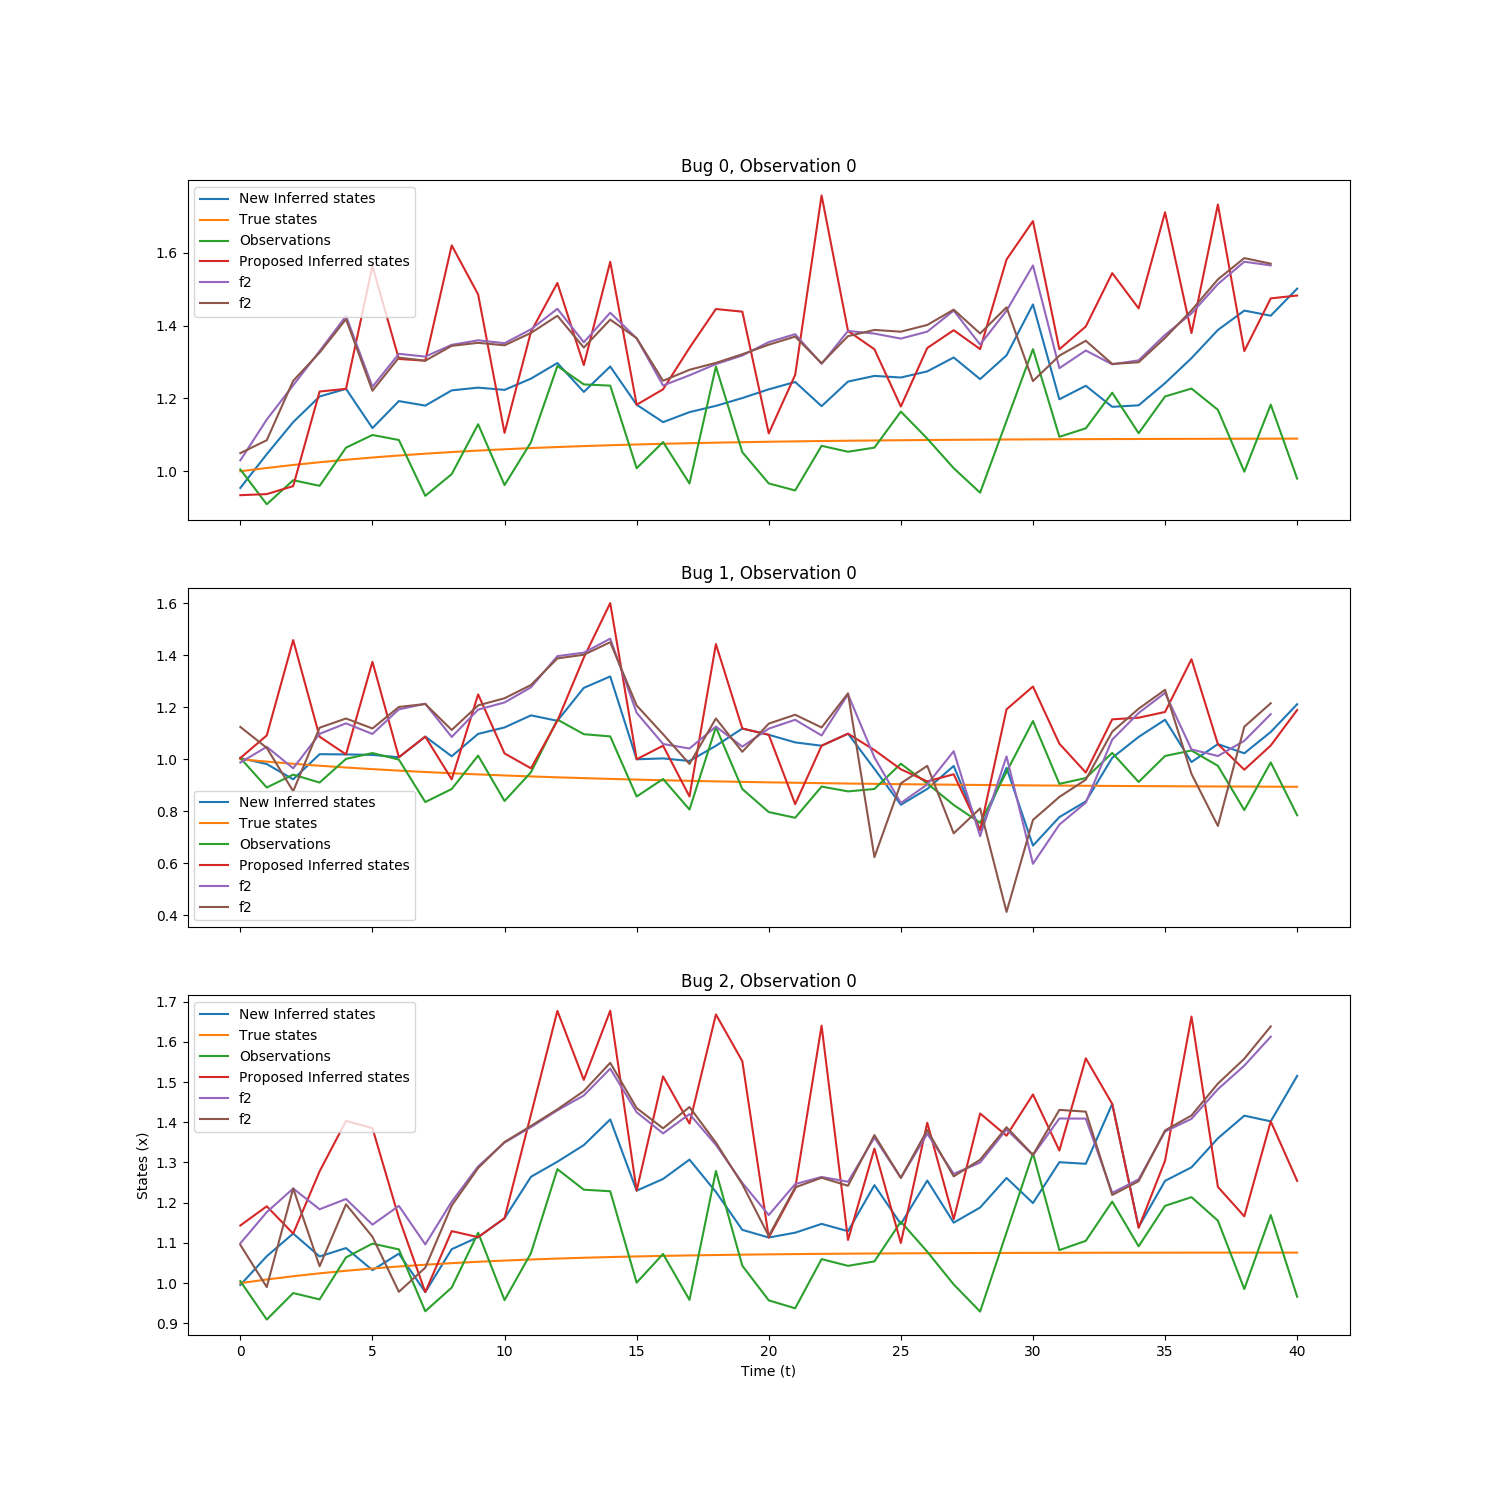 Bug 0, Observation 0
New Inferred states
True states
Observations
Proposed Inferred states
f2
f2
1.6
1.4
1.2
1.0
Bug 1, Observation 0
1.6
1.4
1.2
1.0
0.8
0.6
0.4
New Inferred states
True states
Observations
Proposed Inferred states
f2
f2
Bug 2, Observation 0
New Inferred states
True states
Observations
Proposed Inferred states
f2
f2
1.7
1.6
1.5
1.4
1.3
1.2
1.1
1.0
0.9
States (x)
0 5 10 15 20 25 30 35 40
Time (t)